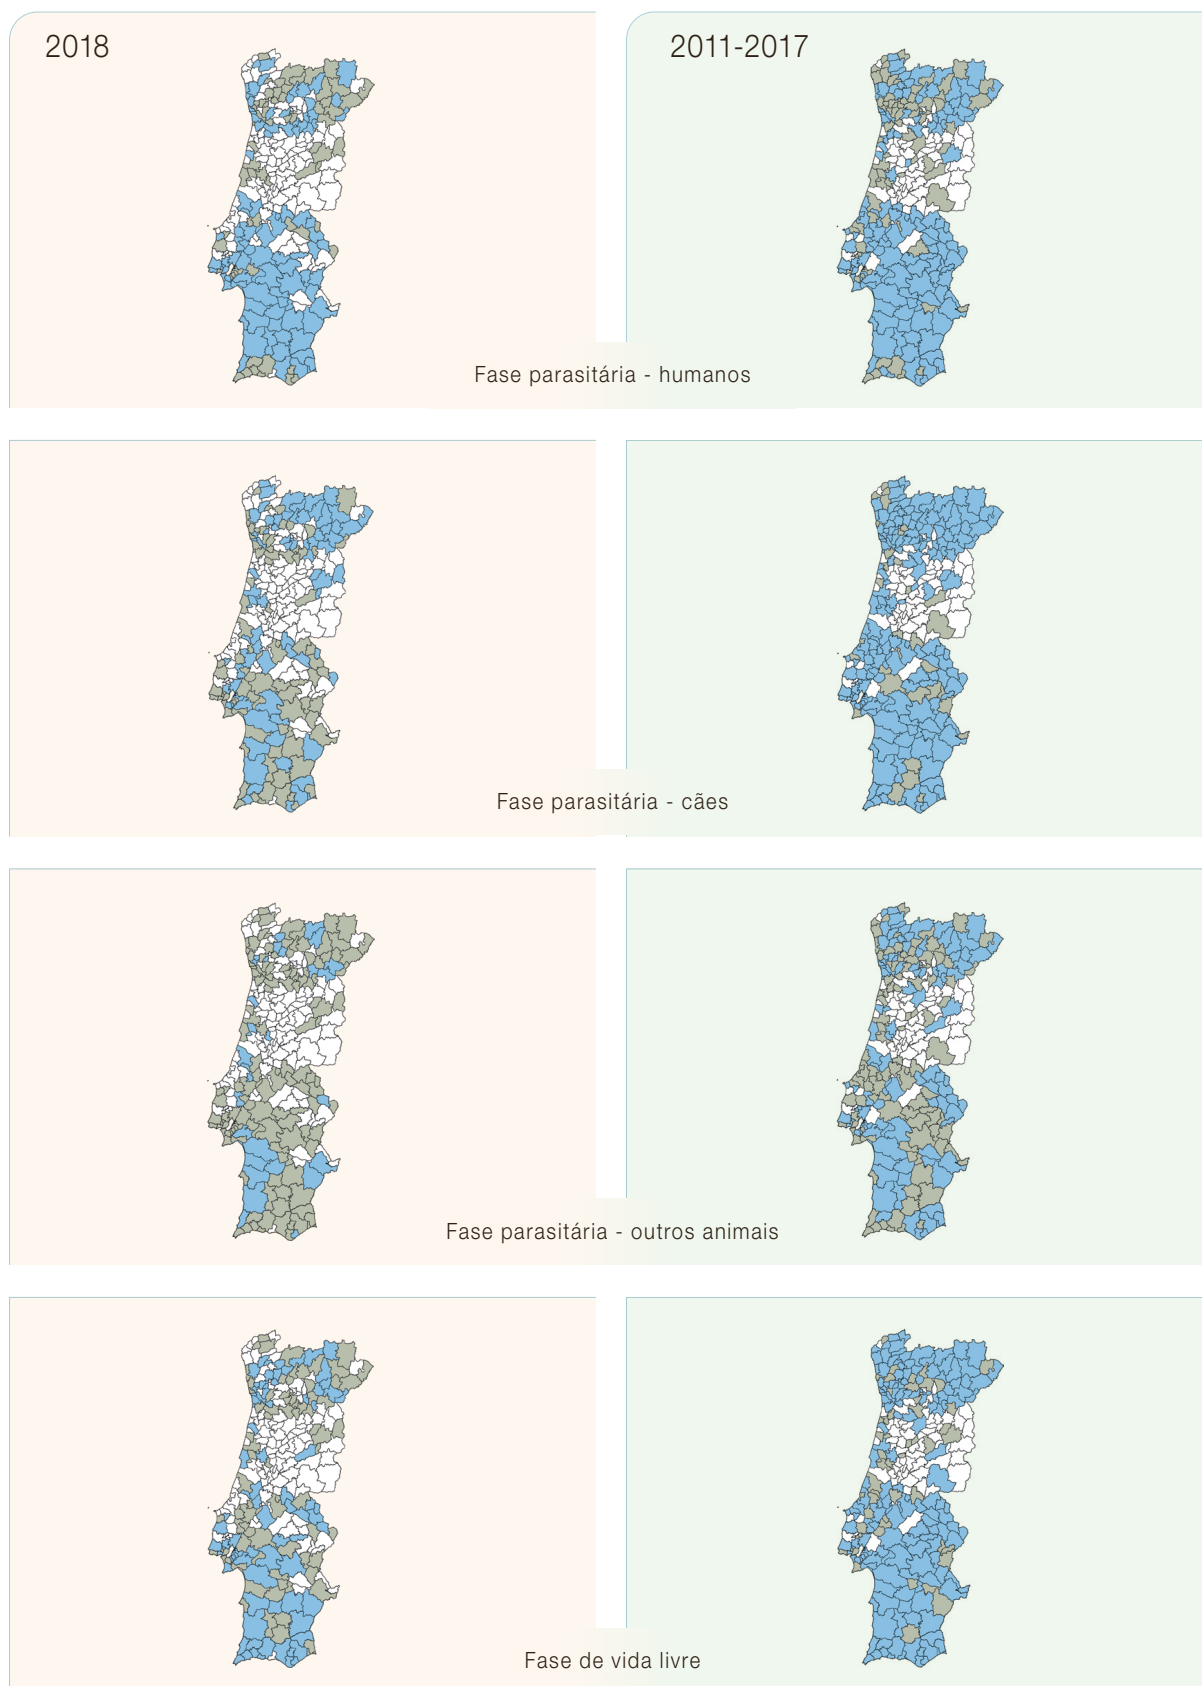 2018
2011-2017
Fase parasitária - humanos
Fase parasitária - cães
Fase parasitária - outros animais
Fase de vida livre